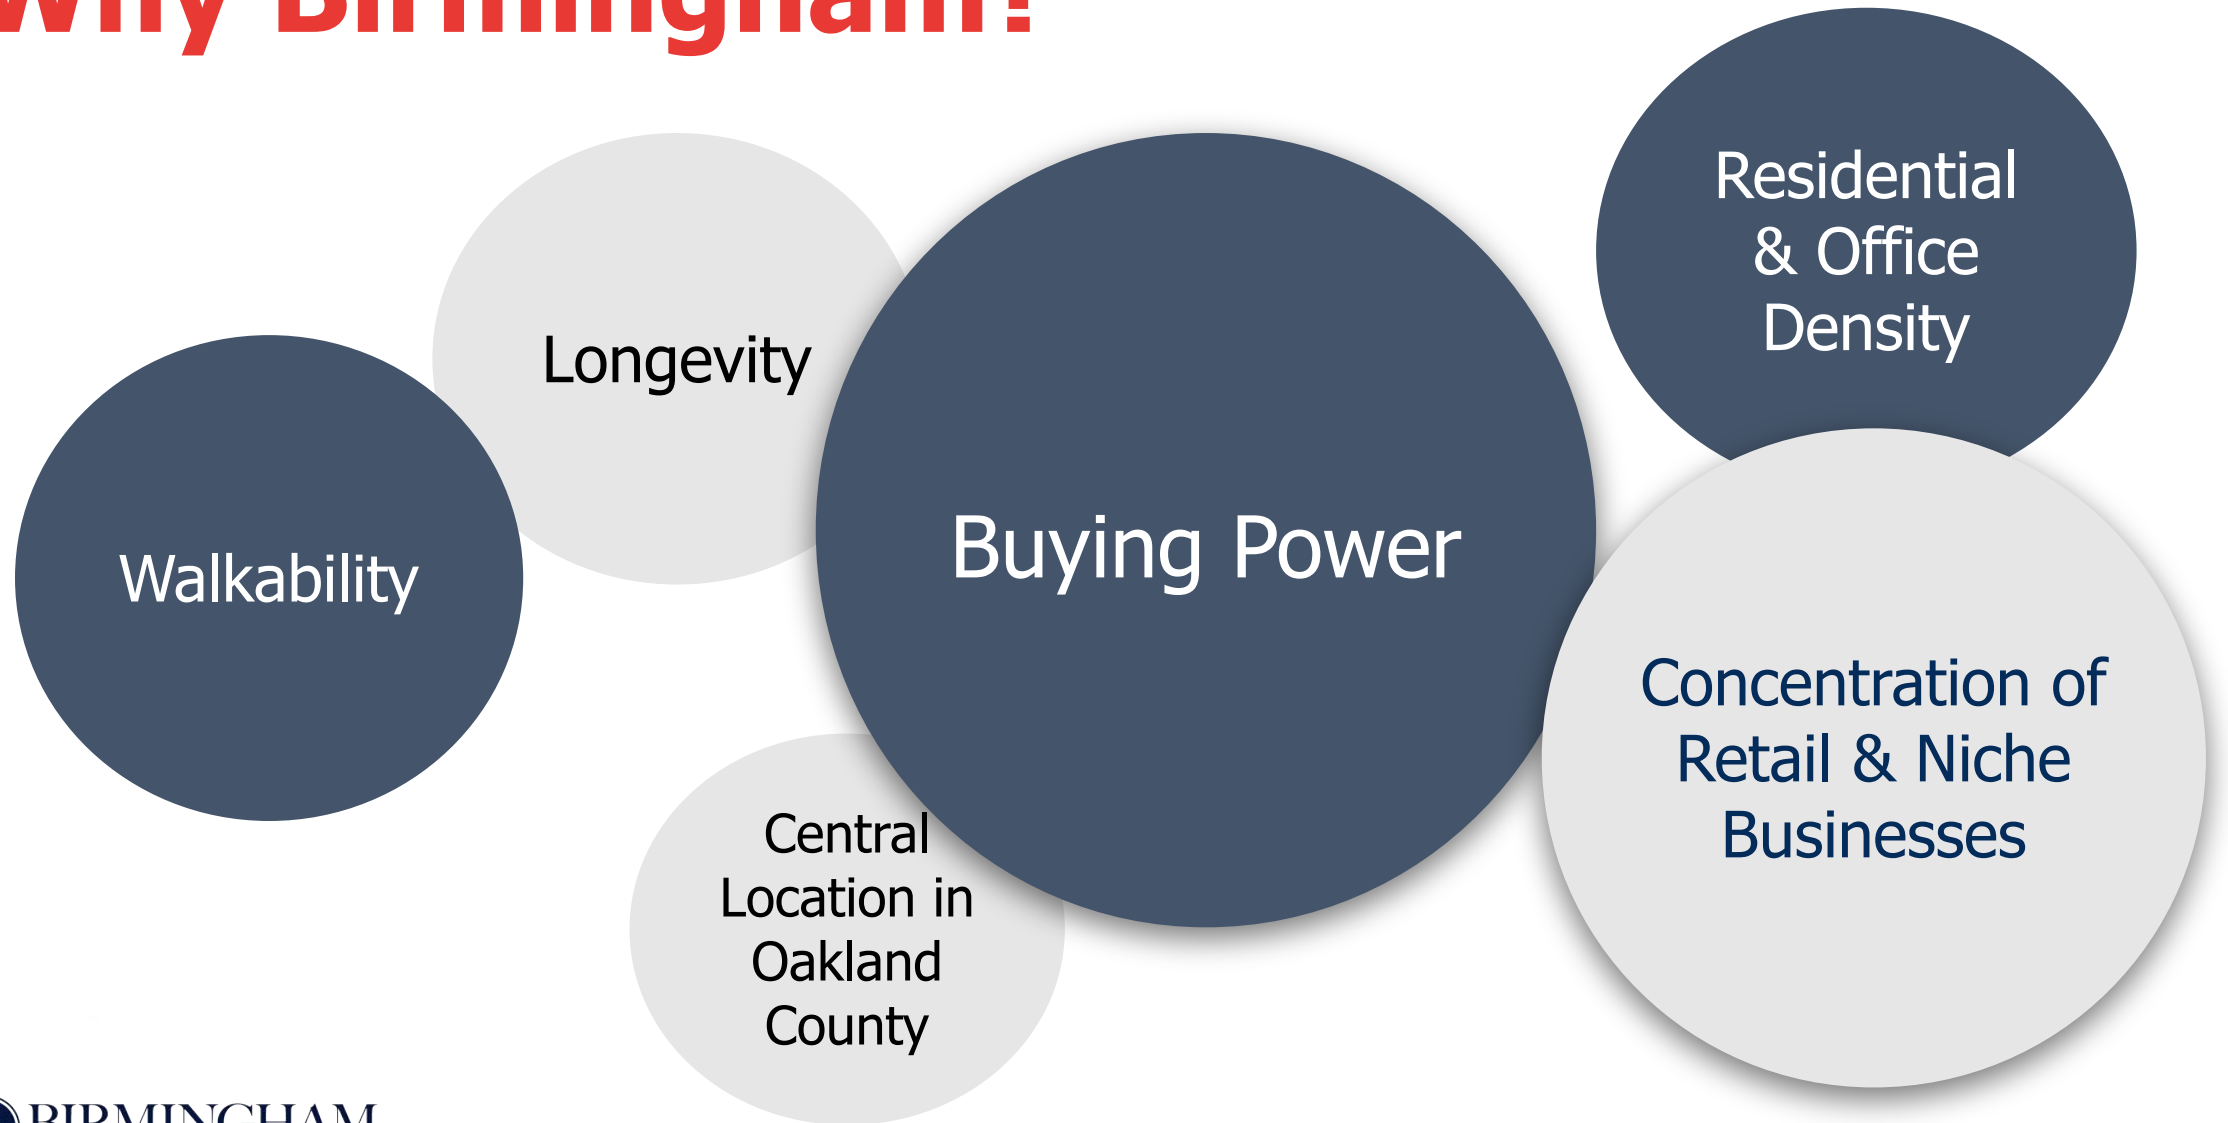 Why Birmingham?
Longevity
Walkability
Buying Power
Residential
& Office
Density
Concentration of
Retail & Niche
Businesses
Central
Location in
Oakland
County
BIRMINGHAM